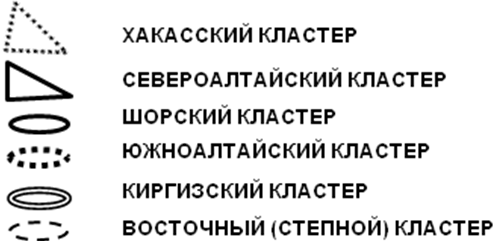 ХАКАССКИЙ КЛАСТЕР
СЕВЕРОАЛТАЙСКИЙ КЛАСТЕР
ШОРСКИЙ КЛАСТЕР
ЮЖНОАЛТАЙСКИЙ КЛАСТЕР
КИРГИЗСКИЙ КЛАСТЕР
ВОСТОЧНЫЙ (СТЕПНОЙ) КЛАСТЕР